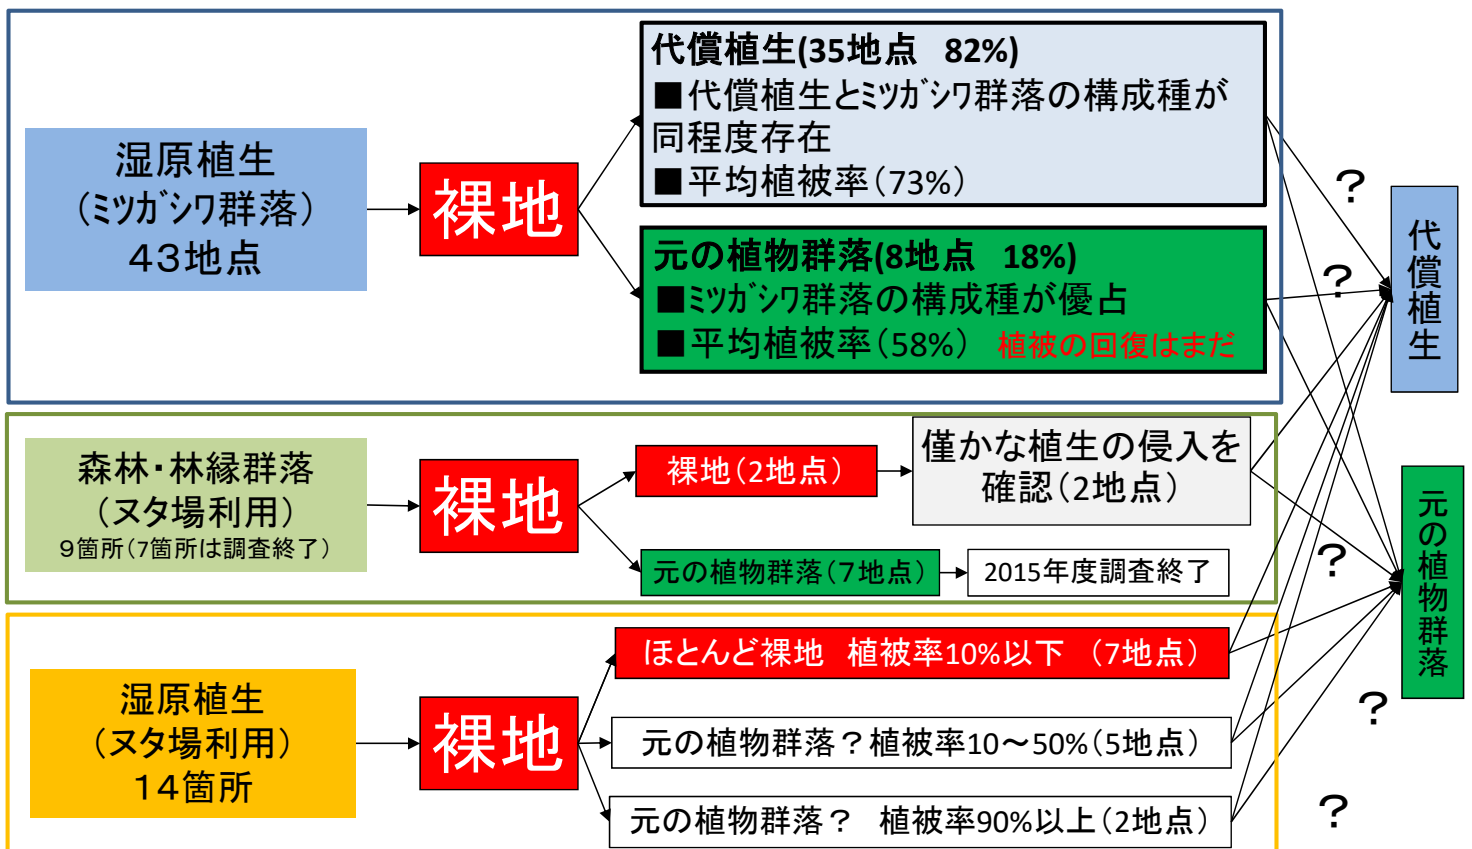 代償植生(35地点 82%)
■代償植生とﾐﾂｶﾞｼﾜ群落の構成種が
同程度存在
■平均植被率(73%)
湿原植生
(ﾐﾂｶﾞｼﾜ群落)
４３地点
裸地
元の植物群落(8地点 18%)
■ﾐﾂｶﾞｼﾜ群落の構成種が優占
■平均植被率(58%) 植被の回復はまだ
？
？
代償植生
森林・林縁群落
(ヌタ場利用)
９箇所(7箇所は調査終了)
裸地
裸地(2地点)
僅かな植生の侵入を
確認(2地点)
元の植物群落(７地点)
2015年度調査終了
？
元の植物群落
湿原植生
(ヌタ場利用)
１４箇所
裸地
ほとんど裸地 植被率10%以下 (7地点)
元の植物群落？植被率10～50%(5地点)
元の植物群落？ 植被率90%以上(2地点)
？
？